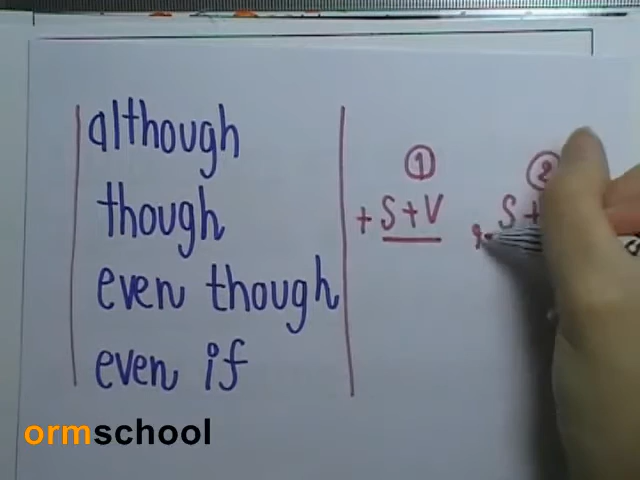 although
though
even though
even if
① ②
+ S+V , S+
ormschool